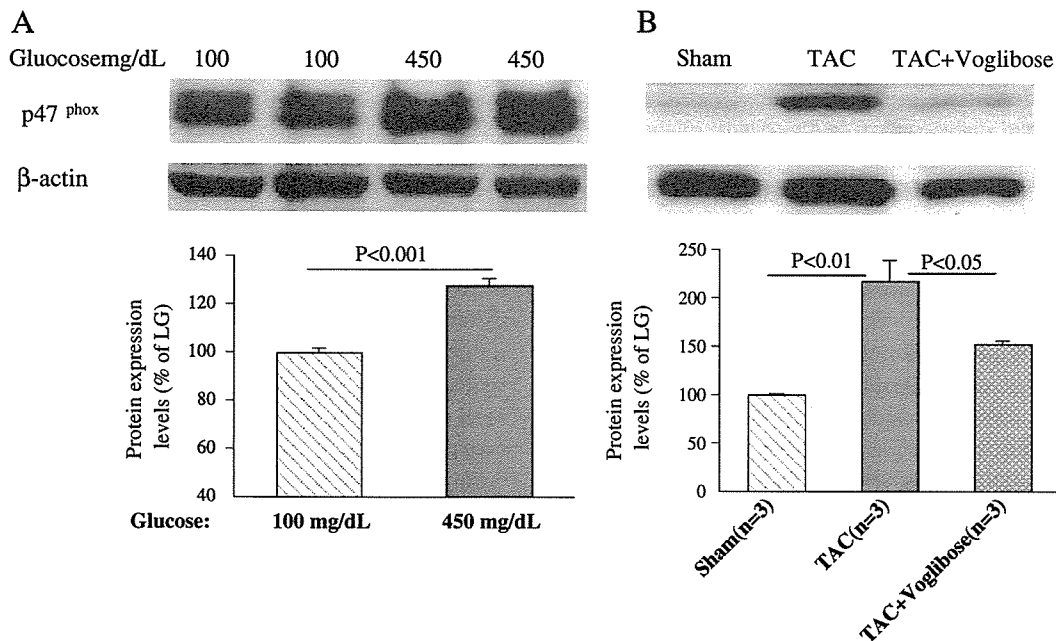 A
Gluocosemg/dL 100 100 450 450
p47 phox
β-actin
P<0.001
Protein expression
levels (% of LG)
140
120
100
80
60
40
Glucose: 100 mg/dL 450 mg/dL
B
Sham TAC TAC+Voglibose
P<0.01 P<0.05
Protein expression
levels (% of LG)
250
200
150
100
50
0
Sham(n=3)
TAC(n=3)
TAC+Voglibose(n=3)